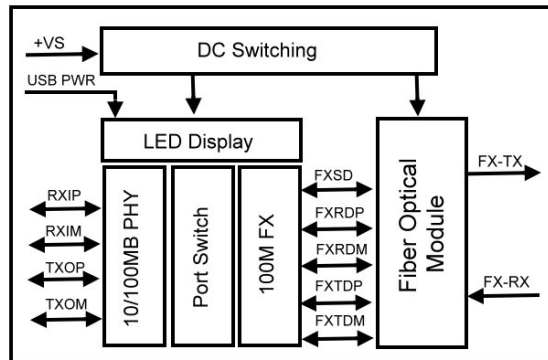 +VS
DC Switching
USB PWR
LED Display
RXIP
RXIM
TXOP
TXOM
10/100MB PHY
Port Switch
100M FX
FXSD
FXRDP
FXRDM
FXTDP
FXTDM
Fiber Optical
Module
FX-TX
FX-RX